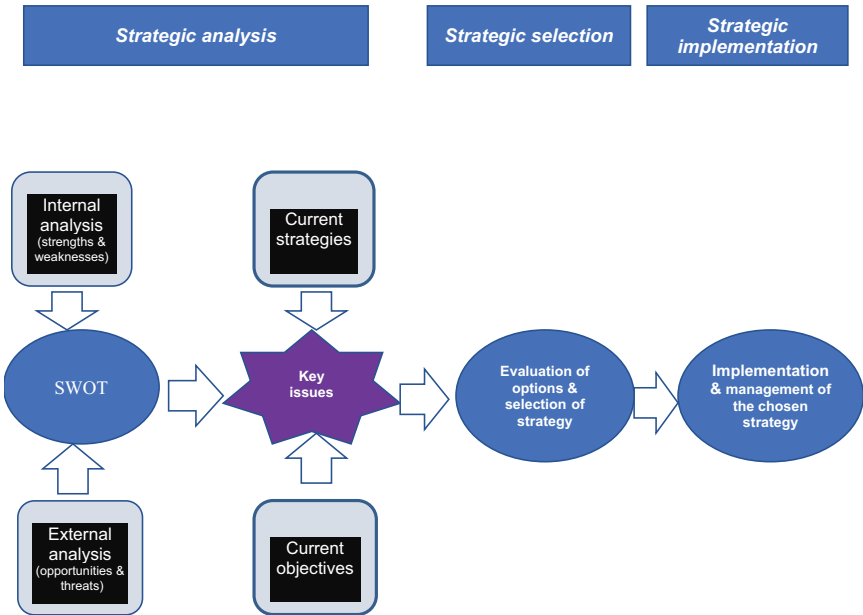 Strategic analysis
Strategic selection
Strategic
implementation
Internal
analysis
(strengths &
weaknesses)
Current
strategies
SWOT
Key
issues
Evaluation of
options &
selection of
strategy
Implementation
& management of
the chosen
strategy
External
analysis
(opportunities &
threats)
Current
objectives